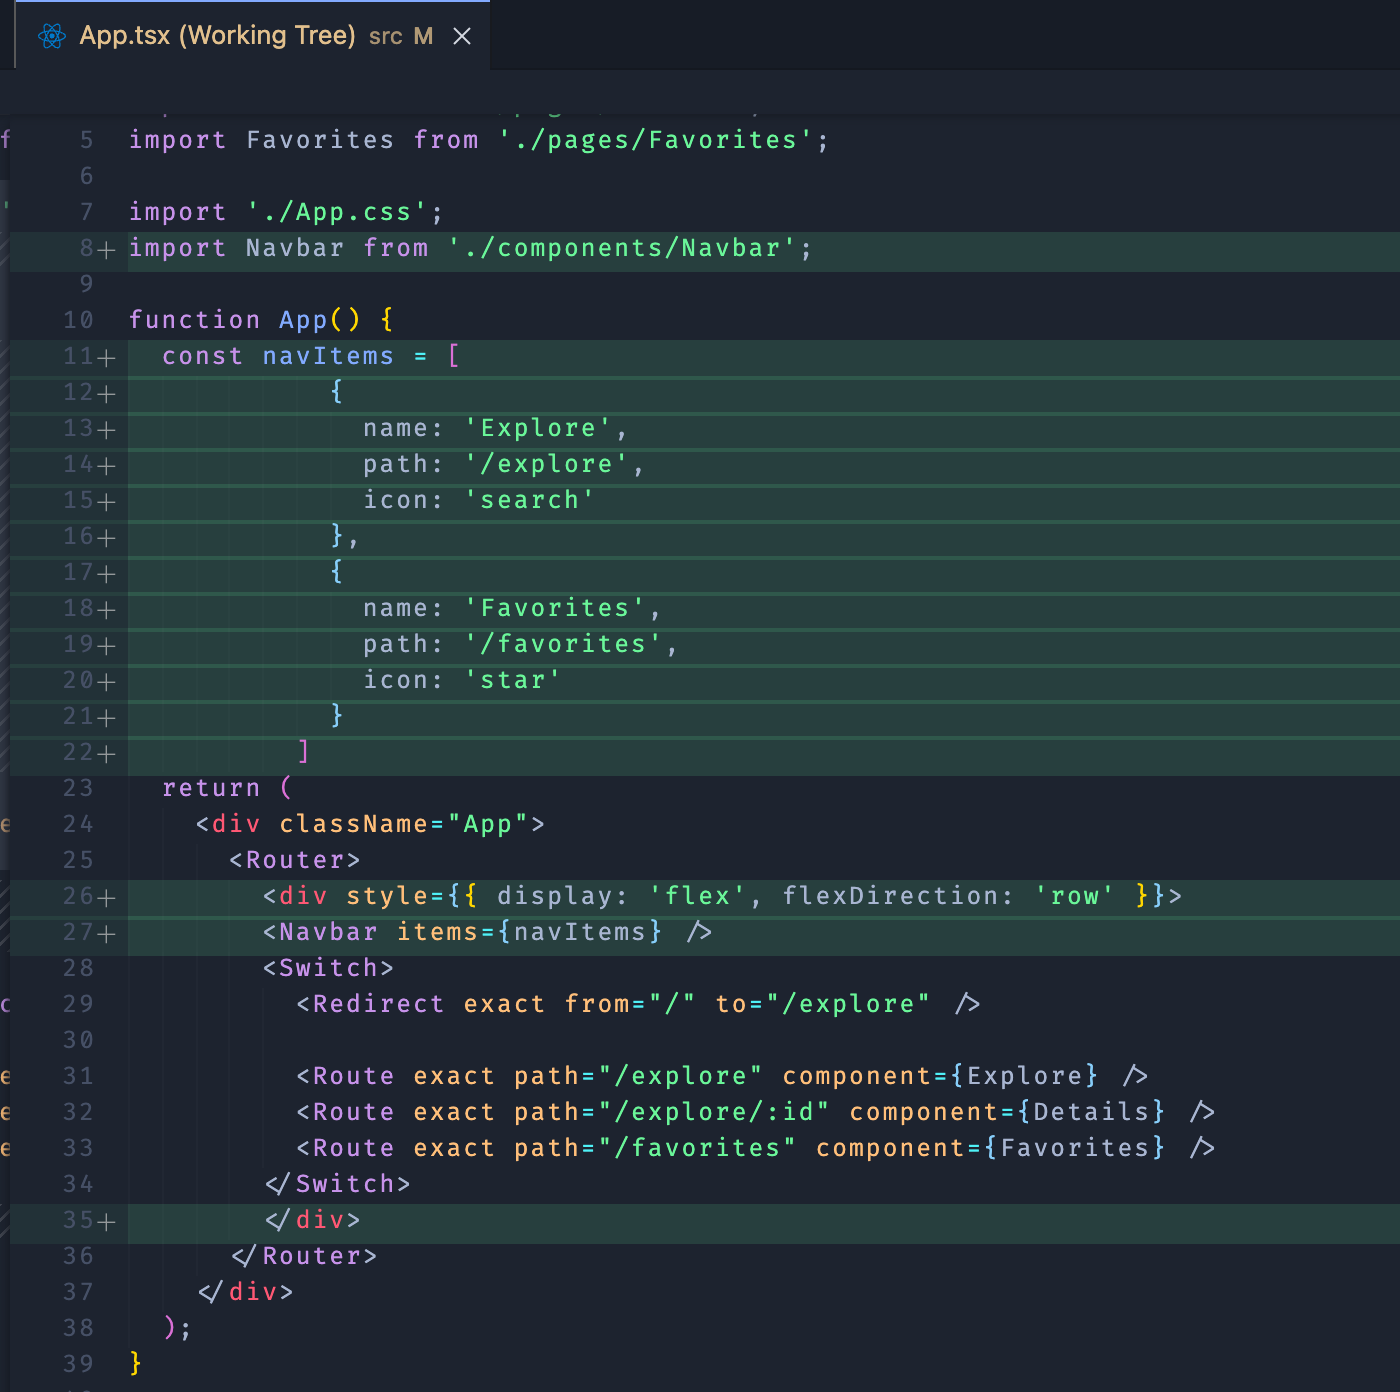 App.tsx (Working Tree) src M
5 import Favorites from './pages/Favorites';
6
7 import './App.css';
8+ import Navbar from './components/Navbar';
9
10 function App() {
11+ const navItems = [
12+ {
13+ name: 'Explore',
14+ path: '/explore',
15+ icon: 'search'
16+ },
17+ {
18+ name: 'Favorites',
19+ path: '/favorites',
20+ icon: 'star'
21+ }
22+ ]
23 return (
24 <div className="App">
25 <Router>
26+ <div style={{ display: 'flex', flexDirection: 'row' }}>
27+ <Navbar items={navItems} />
28 <Switch>
29 <Redirect exact from="/" to="/explore" />
30
31 <Route exact path="/explore" component={Explore} />
32 <Route exact path="/explore/:id" component={Details} />
33 <Route exact path="/favorites" component={Favorites} />
34 </Switch>
35+ </div>
36 </Router>
37 </div>
38 );
39 }